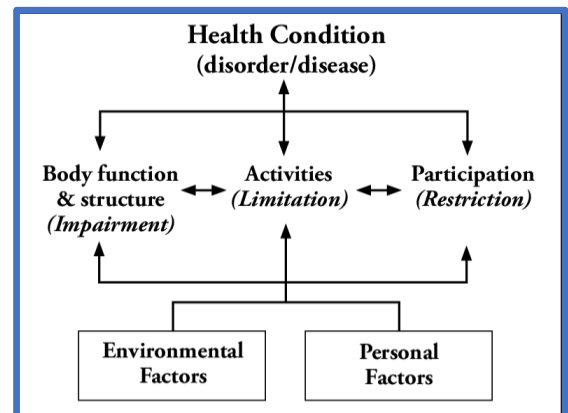 Health Condition
(disorder/disease)
Body function
& structure
(Impairment)
Activities
(Limitation)
Participation
(Restriction)
Environmental
Factors
Personal
Factors